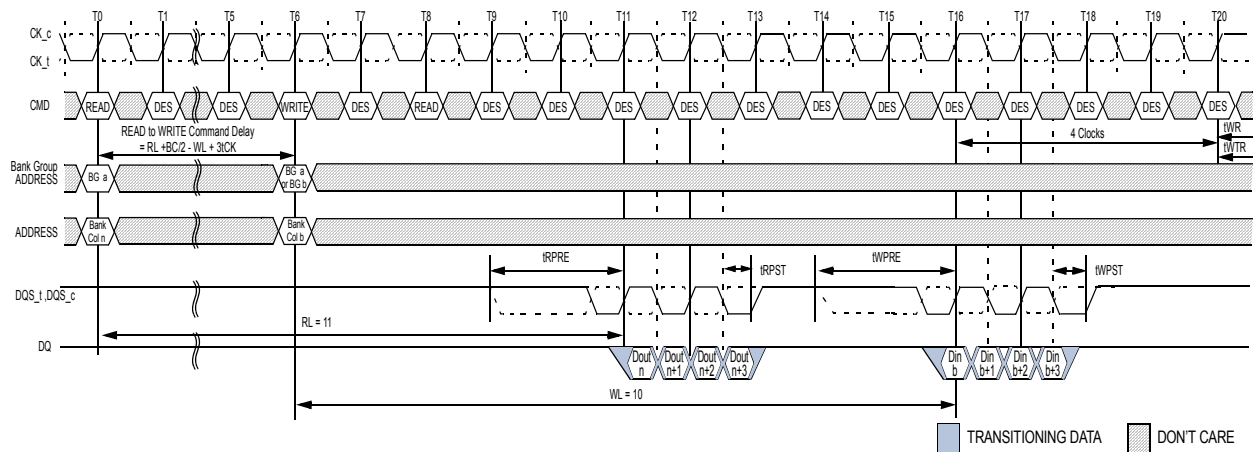 T0 T1 T5 T6 T7 T8 T9 T10 T11 T12 T13 T14 T15 T16 T17 T18 T19 T20
CK_c
CK_t
CMD READ DES DES WRITE DES READ DES DES DES DES DES DES DES DES DES DES DES DES
READ to WRITE Command Delay
= RL +BC/2 - WL + 3tCK
4 Clocks
tWR
tWTR
Bank Group
ADDRESS
BG a
BG a
or BG b
ADDRESS
Bank
Col n
Bank
Col b
tRPRE tRPST tWPRE tWPST
DQS_t ,DQS_c
RL = 11
DQ
Dout
n
Dout
n+1
Dout
n+2
Dout
n+3
Din
b
Din
b+1
Din
b+2
Din
b+3
WL = 10
TRANSITIONING DATA DON'T CARE